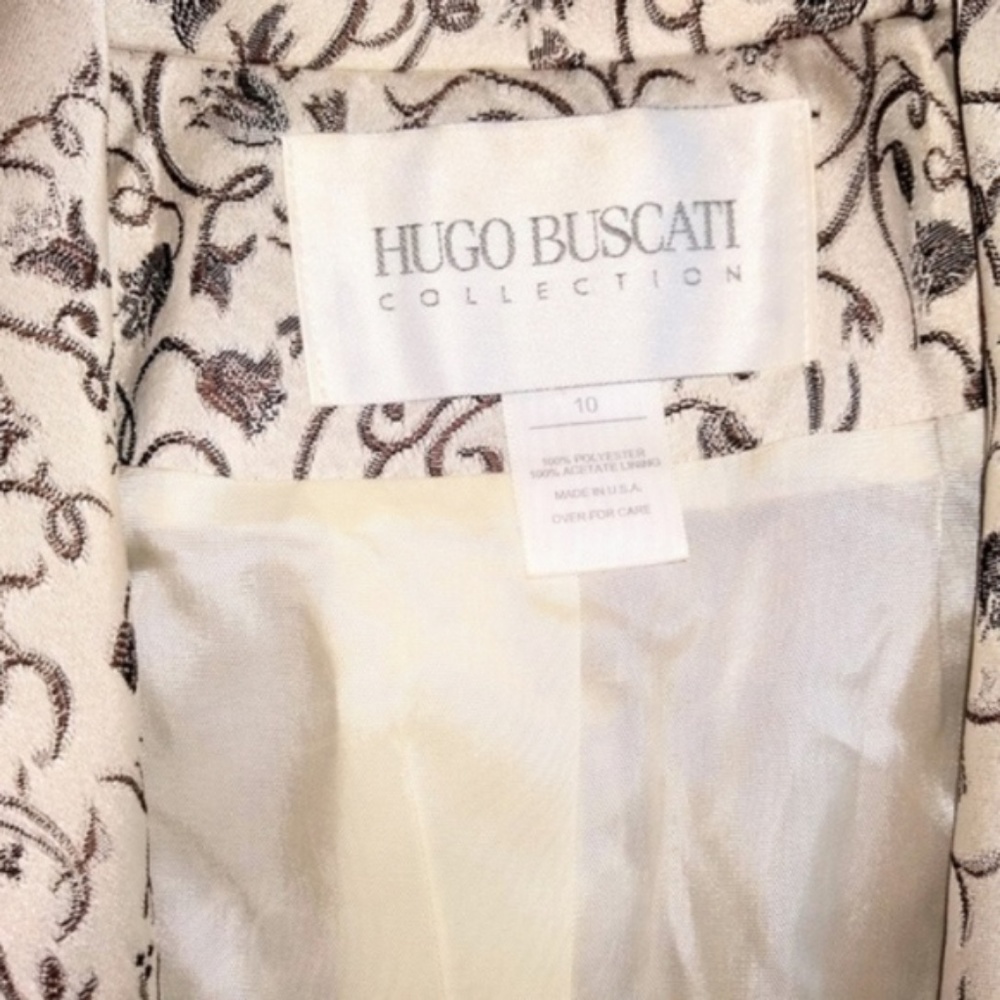 HUGO BUSCATI
COLLECTION
10
100% POLYESTER
100% ACETATE LINING
MADE IN U.S.A.
OVER FOR CARE